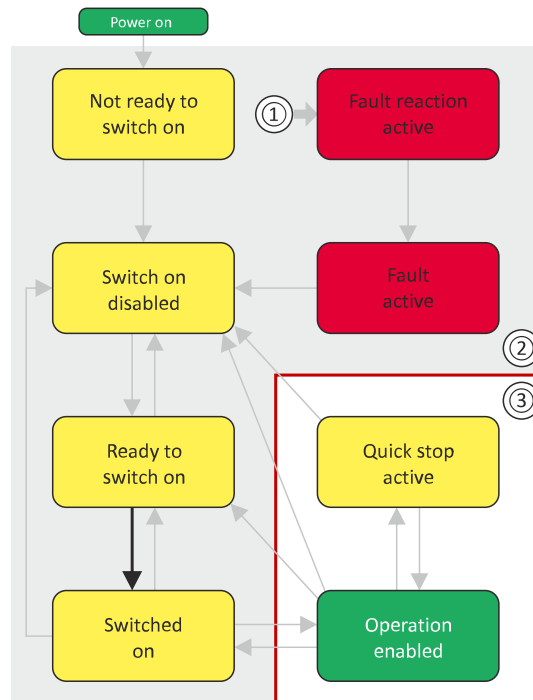 Power on
Not ready to
switch on
①
Fault reaction
active
Switch on
disabled
Fault
active
②
③
Ready to
switch on
Quick stop
active
Switched
on
Operation
enabled